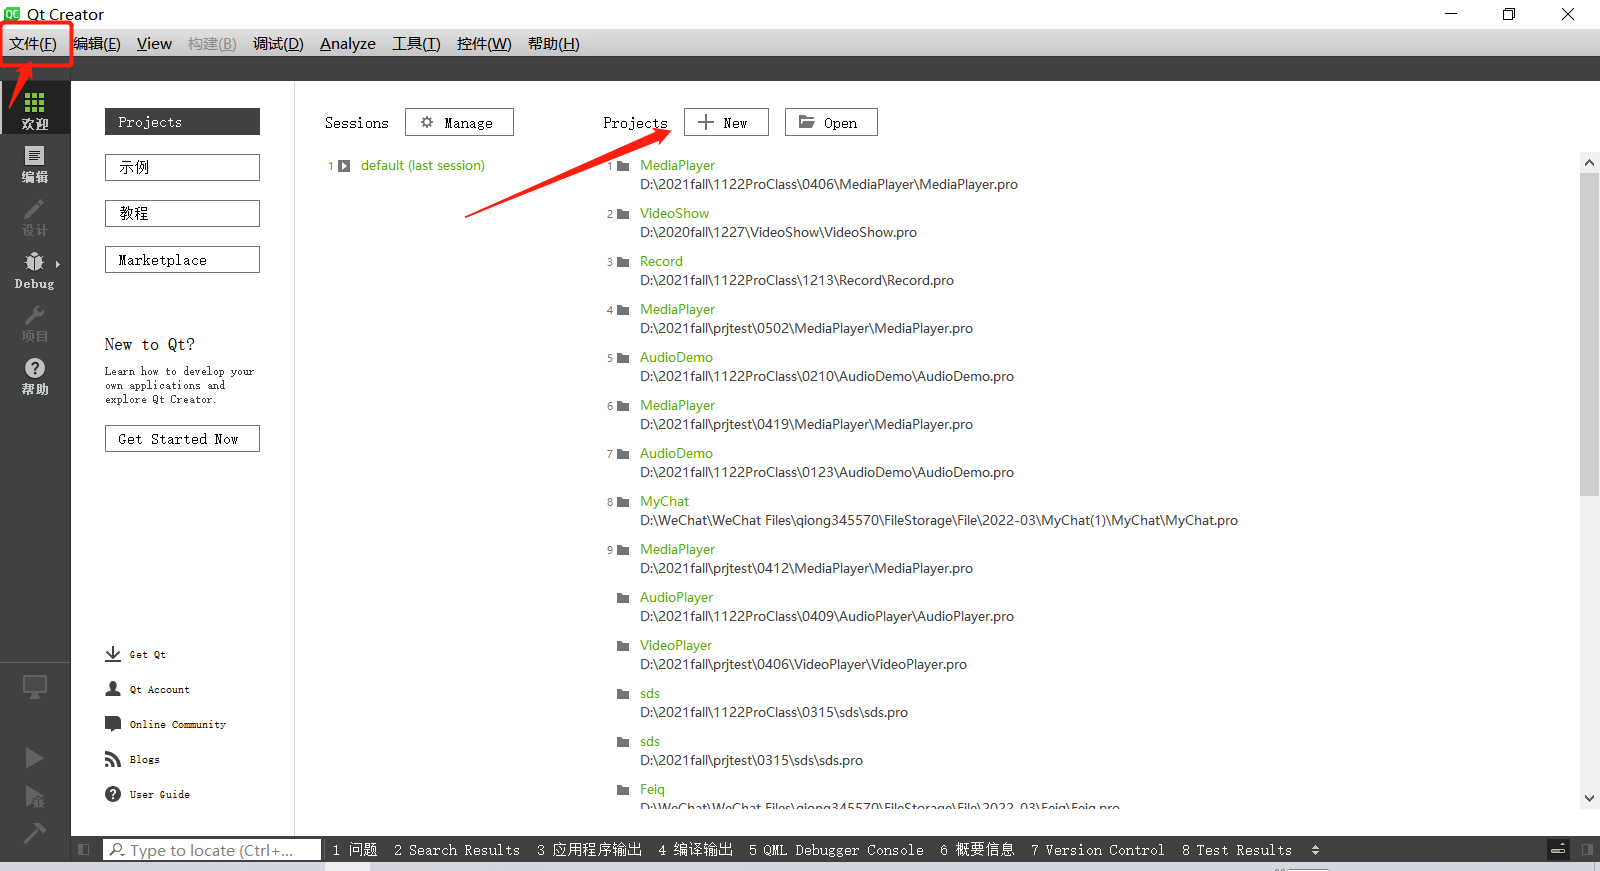 Qt Creator
文件(F) 编辑(E) View 构建(B) 调试(D) Analyze 工具(T) 控件(W) 帮助(H)
欢迎
编辑
设计
Debug
项目
帮助
Projects
示例
教程
Marketplace
New to Qt?
Learn how to develop your
own applications and
explore Qt Creator.
Get Started Now
Get Qt
Qt Account
Online Community
Blogs
User Guide
Sessions Manage
1 default (last session)
Projects New Open
1 MediaPlayer
D:\2021fall\1122ProClass\0406\MediaPlayer\MediaPlayer.pro
2 VideoShow
D:\2020fall\1227\VideoShow\VideoShow.pro
3 Record
D:\2021fall\1122ProClass\1213\Record\Record.pro
4 MediaPlayer
D:\2021fall\prjtest\0502\MediaPlayer\MediaPlayer.pro
5 AudioDemo
D:\2021fall\1122ProClass\0210\AudioDemo\AudioDemo.pro
6 MediaPlayer
D:\2021fall\prjtest\0419\MediaPlayer\MediaPlayer.pro
7 AudioDemo
D:\2021fall\1122ProClass\0123\AudioDemo\AudioDemo.pro
8 MyChat
D:\WeChat\WeChat Files\qiong345570\FileStorage\File\2022-03\MyChat(1)\MyChat\MyChat.pro
9 MediaPlayer
D:\2021fall\prjtest\0412\MediaPlayer\MediaPlayer.pro
AudioPlayer
D:\2021fall\1122ProClass\0409\AudioPlayer\AudioPlayer.pro
VideoPlayer
D:\2021fall\prjtest\0406\VideoPlayer\VideoPlayer.pro
sds
D:\2021fall\1122ProClass\0315\sds\sds.pro
sds
D:\2021fall\prjtest\0315\sds\sds.pro
Feiq
D:\WeChat\WeChat Files\qiong345570\FileStorage\File\2022-03\Feiq\Feiq.pro
Type to locate (Ctrl+... 1 问题 2 Search Results 3 应用程序输出 4 编译输出 5 QML Debugger Console 6 概要信息 7 Version Control 8 Test Results